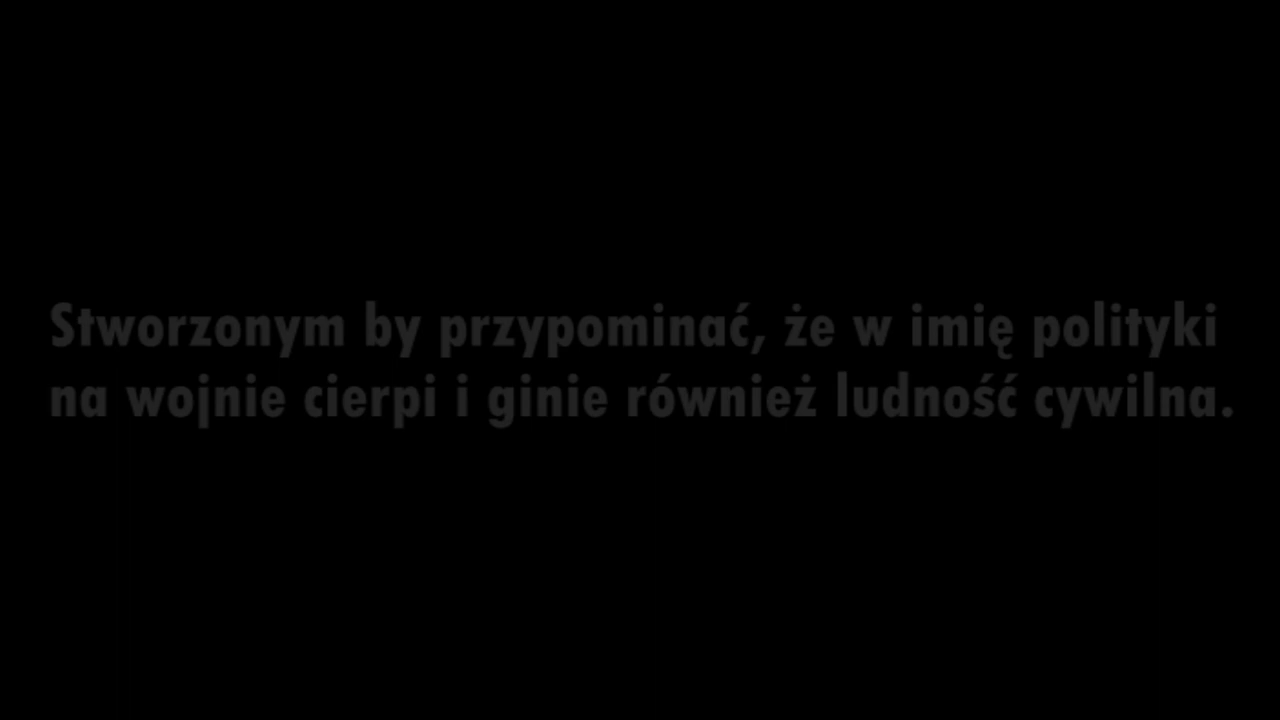 Stworzonym by przypominać, że w imię polityki
na wojnie cierpi i ginie również ludność cywilna.